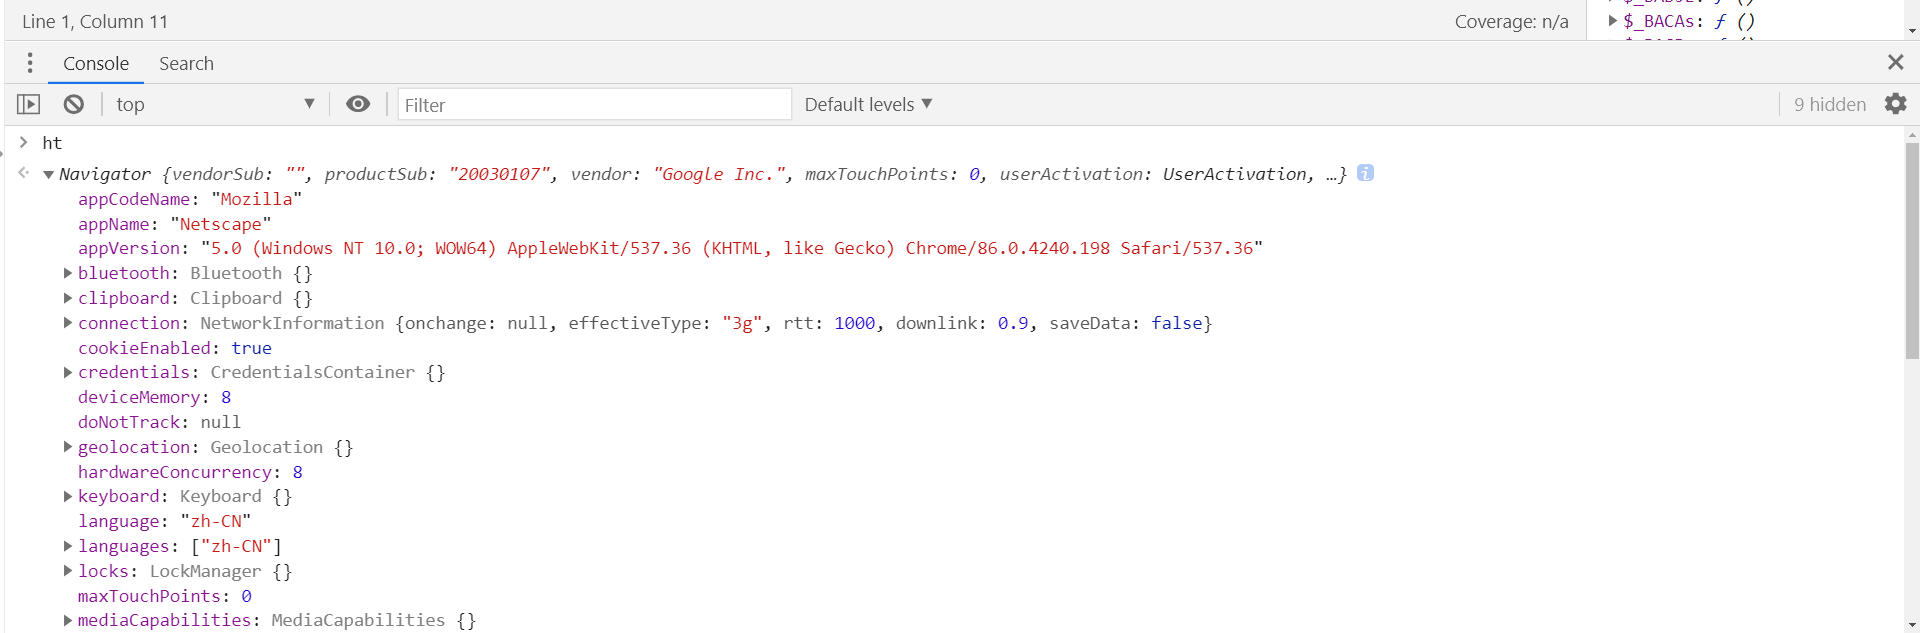 Line 1, Column 11
Coverage: n/a
$_BACAs: ƒ ()
Console
Search
top
Filter
Default levels
9 hidden
ht
Navigator {vendorSub: "", productSub: "20030107", vendor: "Google Inc.", maxTouchPoints: 0, userActivation: UserActivation, …}
appCodeName: "Mozilla"
appName: "Netscape"
appVersion: "5.0 (Windows NT 10.0; WOW64) AppleWebKit/537.36 (KHTML, like Gecko) Chrome/86.0.4240.198 Safari/537.36"
bluetooth: Bluetooth {}
clipboard: Clipboard {}
connection: NetworkInformation {onchange: null, effectiveType: "3g", rtt: 1000, downlink: 0.9, saveData: false}
cookieEnabled: true
credentials: CredentialsContainer {}
deviceMemory: 8
doNotTrack: null
geolocation: Geolocation {}
hardwareConcurrency: 8
keyboard: Keyboard {}
language: "zh-CN"
languages: ["zh-CN"]
locks: LockManager {}
maxTouchPoints: 0
mediaCapabilities: MediaCapabilities {}